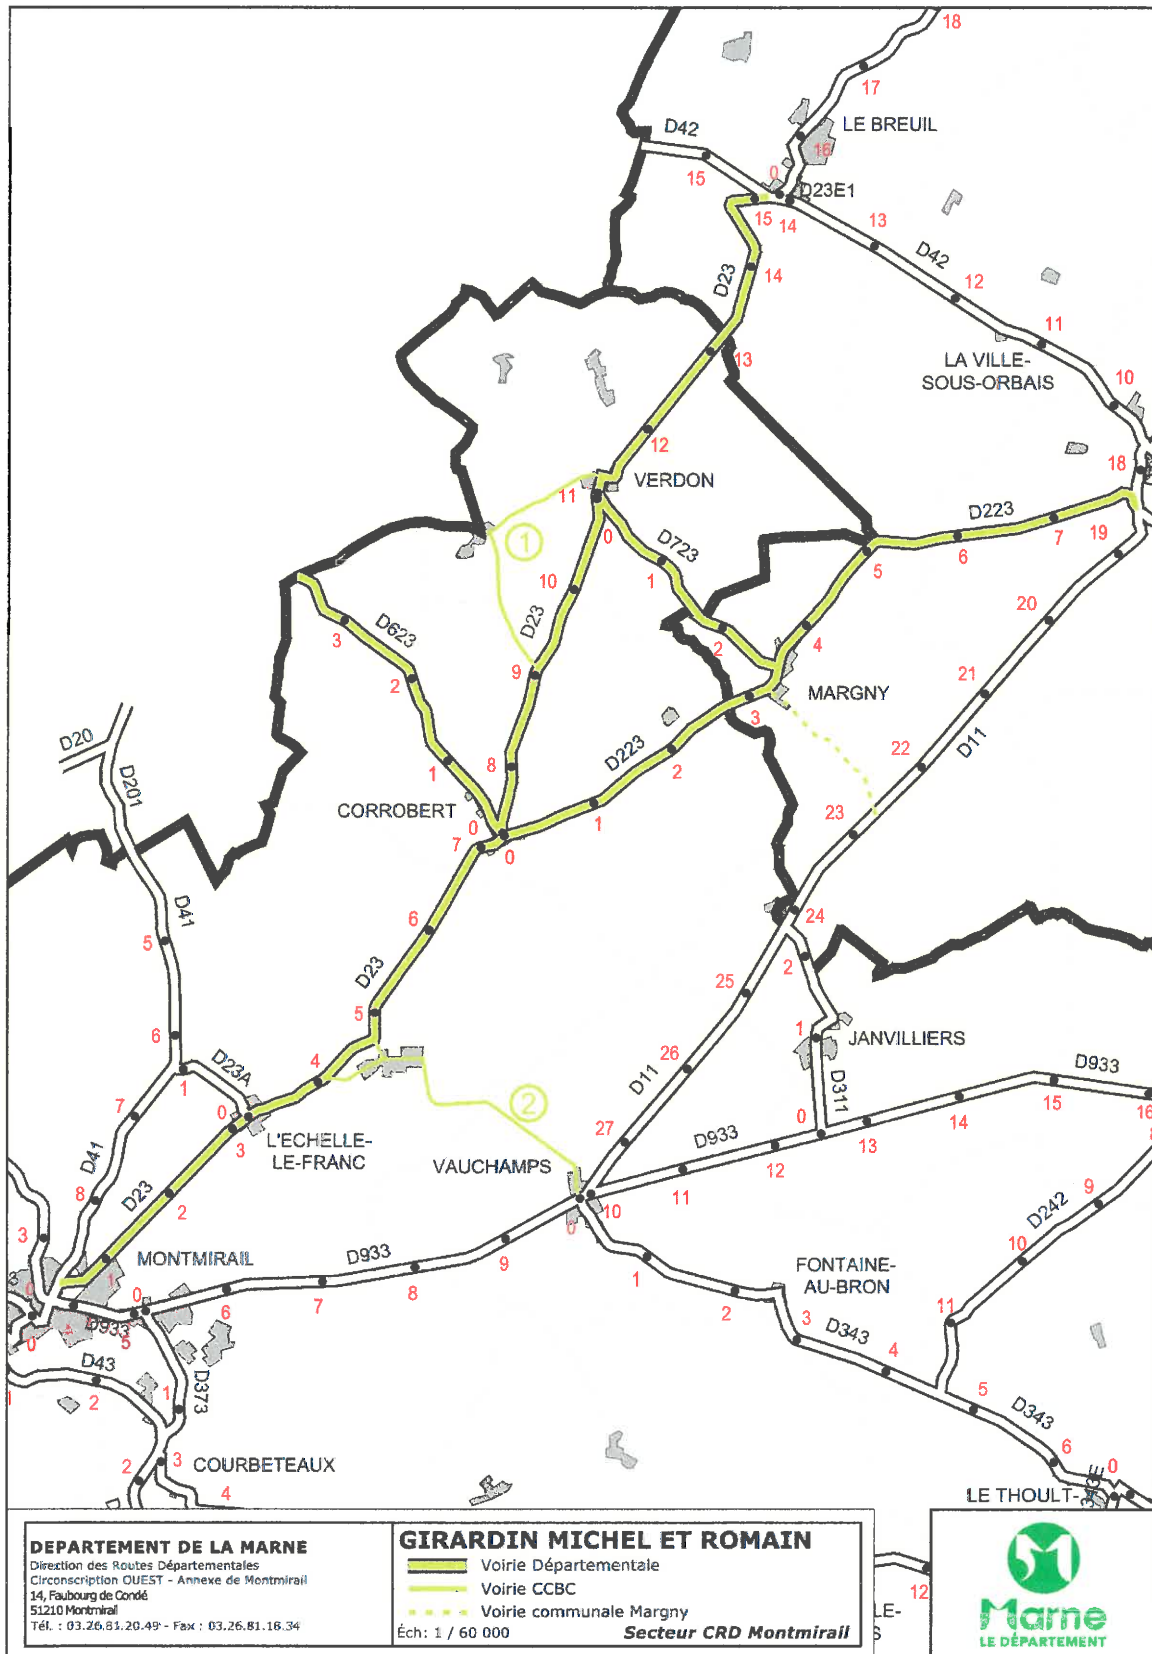 18
17
LE BREUIL
16
D42
15
0
D23E1
15
14
13
D42
12
11
D23
14
13
LA VILLE-
SOUS-ORBAIS
10
12
18
VERDON
11
D223
7
19
1
0
D723
6
5
10
1
20
D623
3
D23
2
4
9
2
21
MARGNY
3
D20
D201
22
D11
8
1
D223
2
CORROBERT
0
1
23
7
0
24
D41
5
6
2
25
D23
5
1
JANVILLIERS
6
D23A
4
26
D933
1
D11
D311
15
16
7
0
2
27
0
14
8
3
L'ECHELLE-
LE-FRANC
D933
13
VAUCHAMPS
12
D41
8
D23
2
11
9
10
D242
3
MONTMIRAIL
1
D933
9
0
10
FONTAINE-
AU-BRON
8
1
0
0
7
2
11
6
3
D933
5
0
D343
4
D43
1
D373
2
1
5
D343
3
6
0
2
COURBETEAUX
4
LE THOULT-
DEPARTEMENT DE LA MARNE
Direction des Routes Départementales
Circonscription OUEST - Annexe de Montmirail
14, Faubourg de Condé
51210 Montmirail
Tél. : 03.26.81.20.49 - Fax : 03.26.81.16.34
GIRARDIN MICHEL ET ROMAIN
Voirie Départementale
Voirie CCBC
Voirie communale Margny
Éch: 1 / 60 000
Secteur CRD Montmirail
12
LE-
S
Marne
LE DÉPARTEMENT